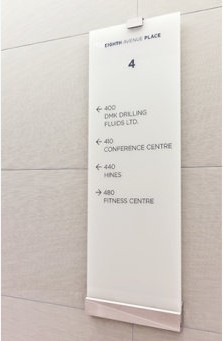 EIGHTH AVENUE PLACE
4
← 400
DMK DRILLING
FLUIDS LTD.
← 410
CONFERENCE CENTRE
← 440
HINES
→ 480
FITNESS CENTRE